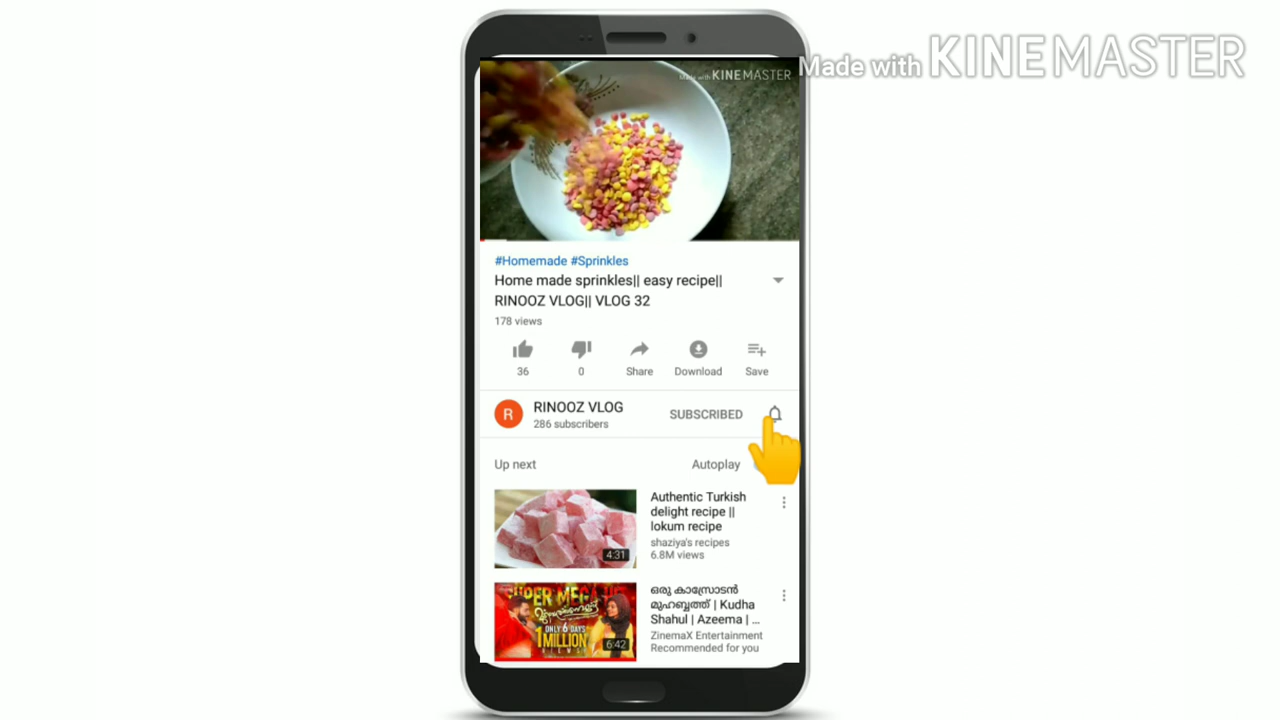 Made with KINEMASTER
Made with KINEMASTER
#Homemade #Sprinkles
Home made sprinkles|| easy recipe||
RINOOZ VLOG|| VLOG 32
178 views
36
0
Share
Download
Save
R
RINOOZ VLOG
286 subscribers
SUBSCRIBED
Up next
Autoplay
Authentic Turkish
delight recipe ||
lokum recipe
shaziya's recipes
6.8M views
4:31
ഒരു കാസ്രോടൻ
മുഹബ്ബത്ത് | Kudha
Shahul | Azeema | ...
ZinemaX Entertainment
Recommended for you
ONLY 6 DAYS
1 MILLION
VIEWS
6:42